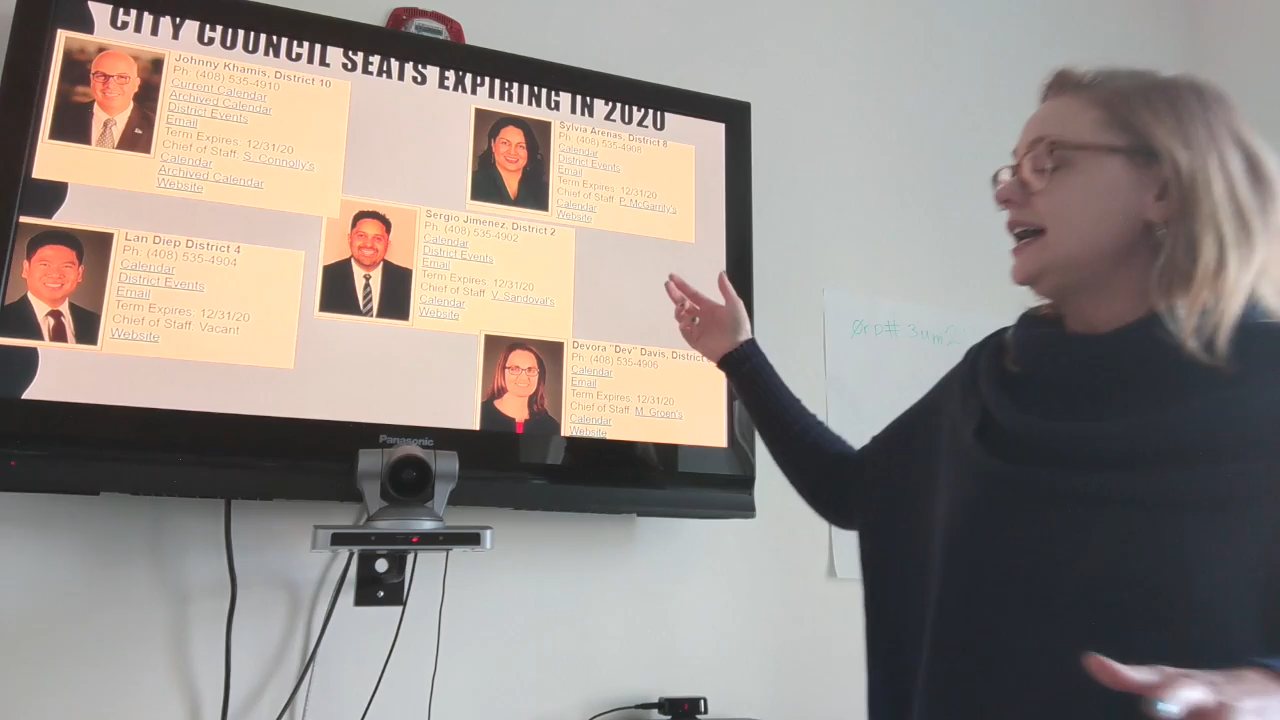 CITY COUNCIL SEATS EXPIRING IN 2020
Johnny Khamis, District 10
Ph: (408) 535-4910
Current Calendar
Archived Calendar
District Events
Email
Term Expires: 12/31/20
Chief of Staff: S. Connolly's
Calendar
Archived Calendar
Website
Sylvia Arenas, District 8
Ph: (408) 535-4908
Calendar
District Events
Email
Term Expires: 12/31/20
Chief of Staff: P. McGarrity's
Calendar
Website
Lan Diep District 4
Ph: (408) 535-4904
Calendar
District Events
Email
Term Expires: 12/31/20
Chief of Staff: Vacant
Website
Sergio Jimenez, District 2
Ph: (408) 535-4902
Calendar
District Events
Email
Term Expires: 12/31/20
Chief of Staff: V. Sandoval's
Calendar
Website
Devora "Dev" Davis, District
Ph: (408) 535-4906
Calendar
Email
Term Expires: 12/31/20
Chief of Staff: M. Groen's
Calendar
Website
Panasonic